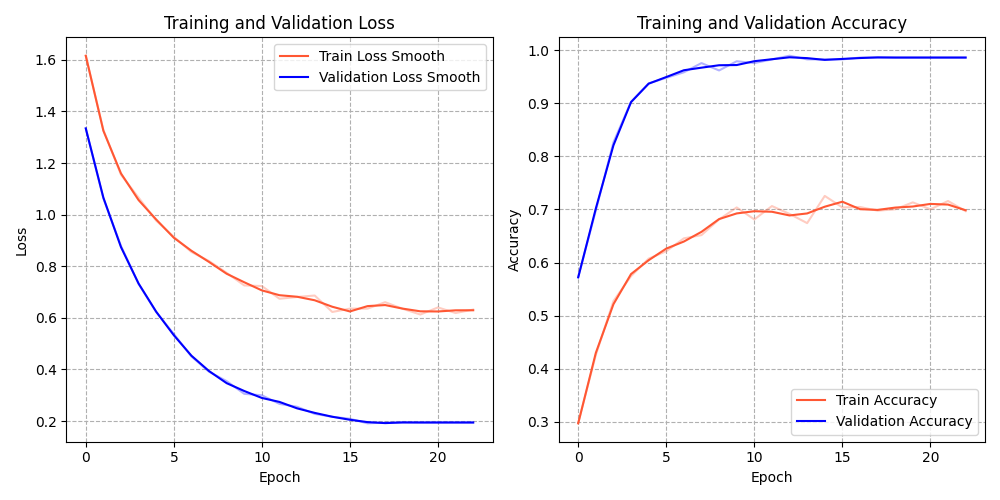 Training and Validation Loss
Train Loss Smooth
Validation Loss Smooth
1.6
1.4
1.2
1.0
0.8
0.6
0.4
0.2
Loss
0 5 10 15 20
Epoch
Training and Validation Accuracy
1.0
0.9
0.8
0.7
0.6
0.5
0.4
0.3
Accuracy
Train Accuracy
Validation Accuracy
0 5 10 15 20
Epoch